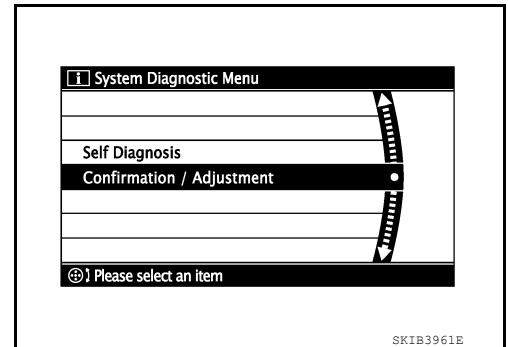 i System Diagnostic Menu
Self Diagnosis
Confirmation / Adjustment
Please select an item
SKIB3961E